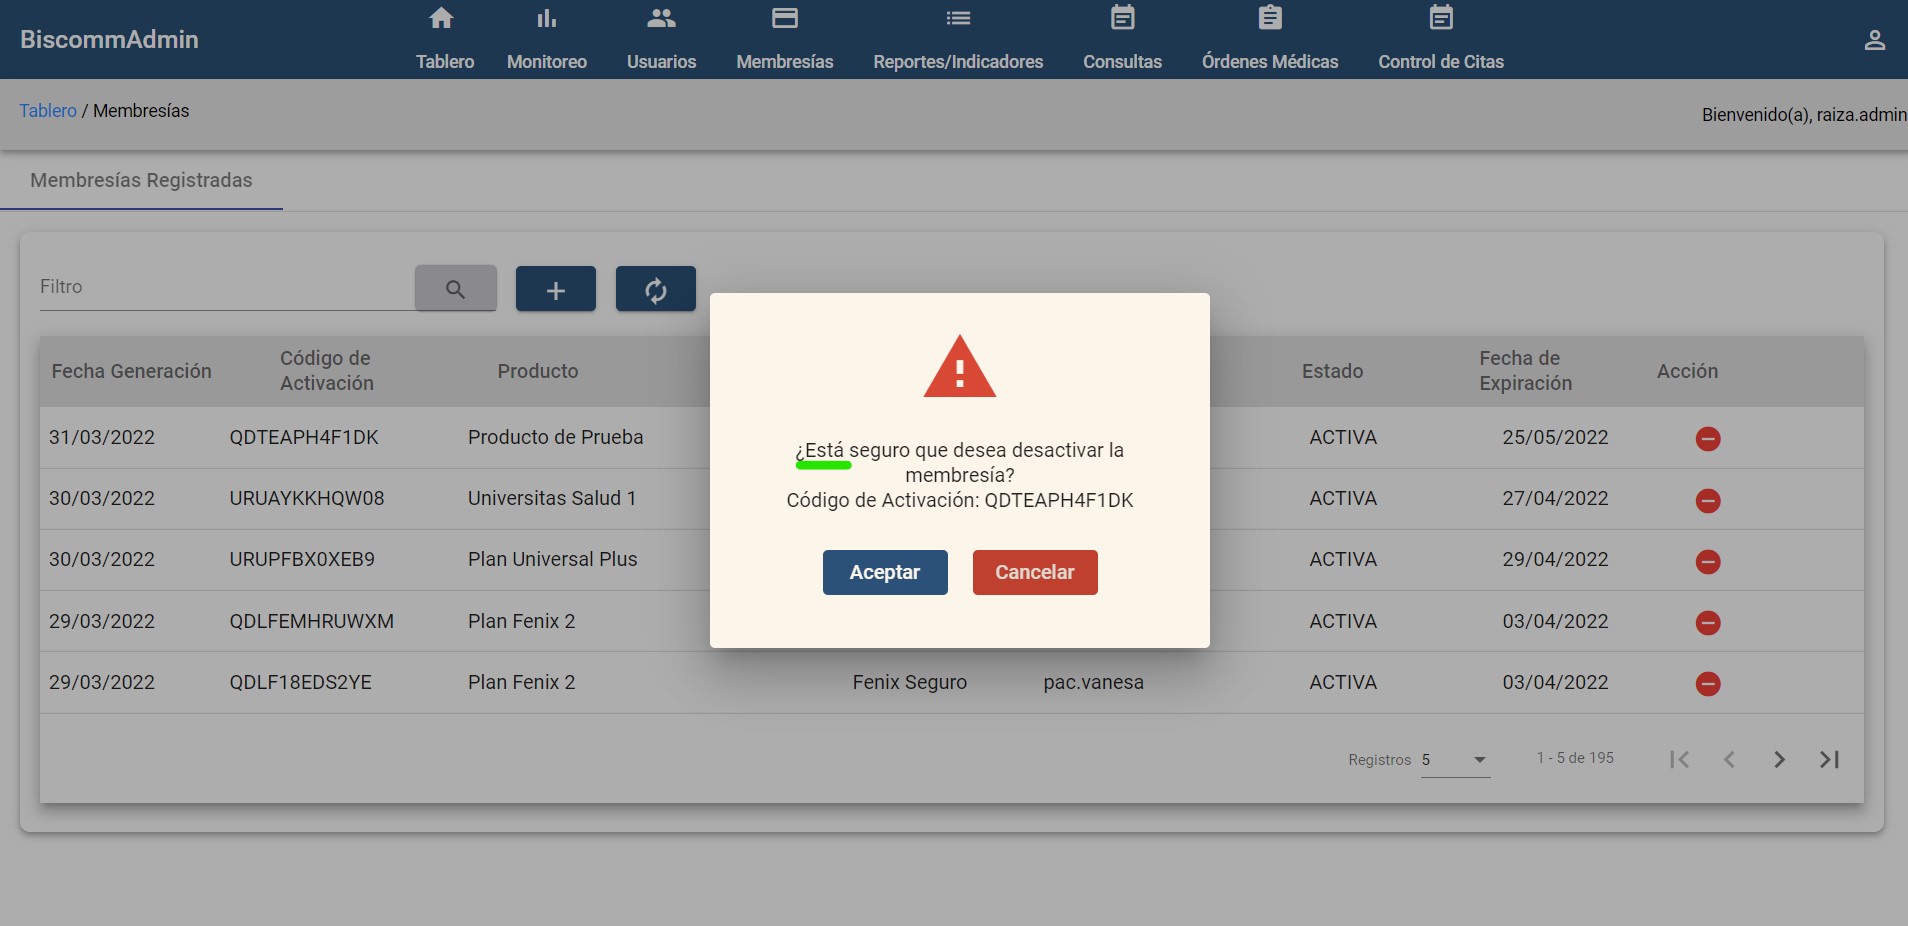 BiscommAdmin
Tablero
Monitoreo
Usuarios
Membresías
Reportes/Indicadores
Consultas
Órdenes Médicas
Control de Citas
Tablero / Membresías
Bienvenido(a), raiza.admin
Membresías Registradas
Filtro
Fecha Generación
Código de
Activación
Producto
Estado
Fecha de
Expiración
Acción
31/03/2022 QDTEAPH4F1DK Producto de Prueba ACTIVA 25/05/2022
30/03/2022 URUAYKKHQW08 Universitas Salud 1 ACTIVA 27/04/2022
30/03/2022 URUPFBX0XEB9 Plan Universal Plus ACTIVA 29/04/2022
29/03/2022 QDLFEMHRUWXM Plan Fenix 2 ACTIVA 03/04/2022
29/03/2022 QDLF18EDS2YE Plan Fenix 2 Fenix Seguro pac.vanesa ACTIVA 03/04/2022
¿Está seguro que desea desactivar la
membresía?
Código de Activación: QDTEAPH4F1DK
Aceptar
Cancelar
Registros 5
1 - 5 de 195